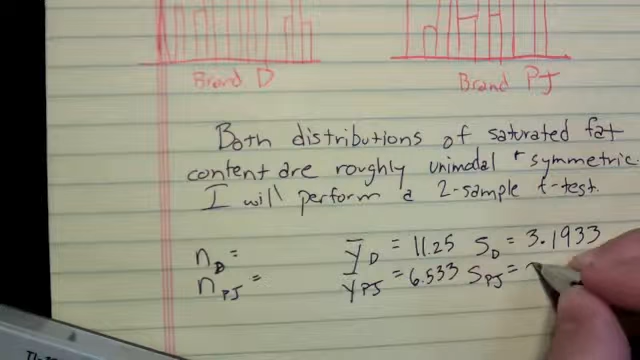 Brand D
Brand PJ
Both distributions of saturated fat
content are roughly unimodal + symmetric.
I will perform a 2-sample t-test.
n_D = ȳ_D = 11.25 S_D = 3.1933
n_PJ = ȳ_PJ = 6.533 S_PJ =